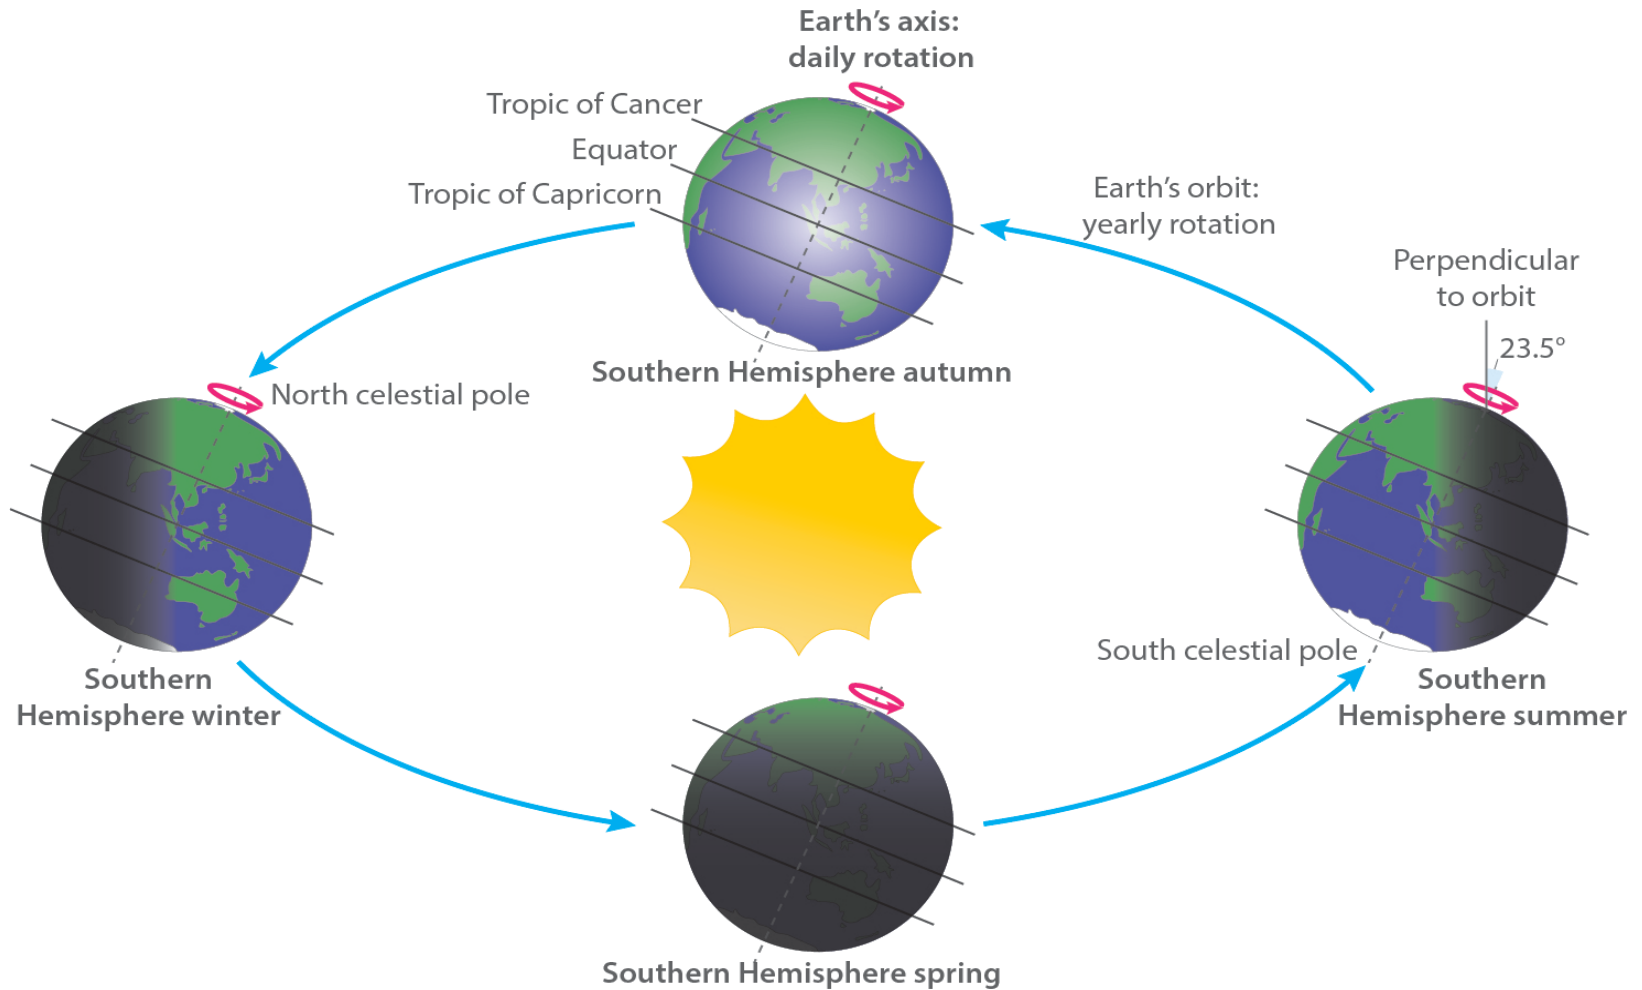 Earth’s axis:
daily rotation
Tropic of Cancer
Equator
Tropic of Capricorn
Earth’s orbit:
yearly rotation
Perpendicular
to orbit
23.5°
Southern Hemisphere autumn
North celestial pole
South celestial pole
Southern
Hemisphere winter
Southern
Hemisphere summer
Southern Hemisphere spring